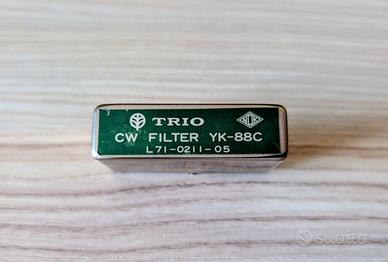 TRIO
CW FILTER YK-88C
L71-0211-05
subito